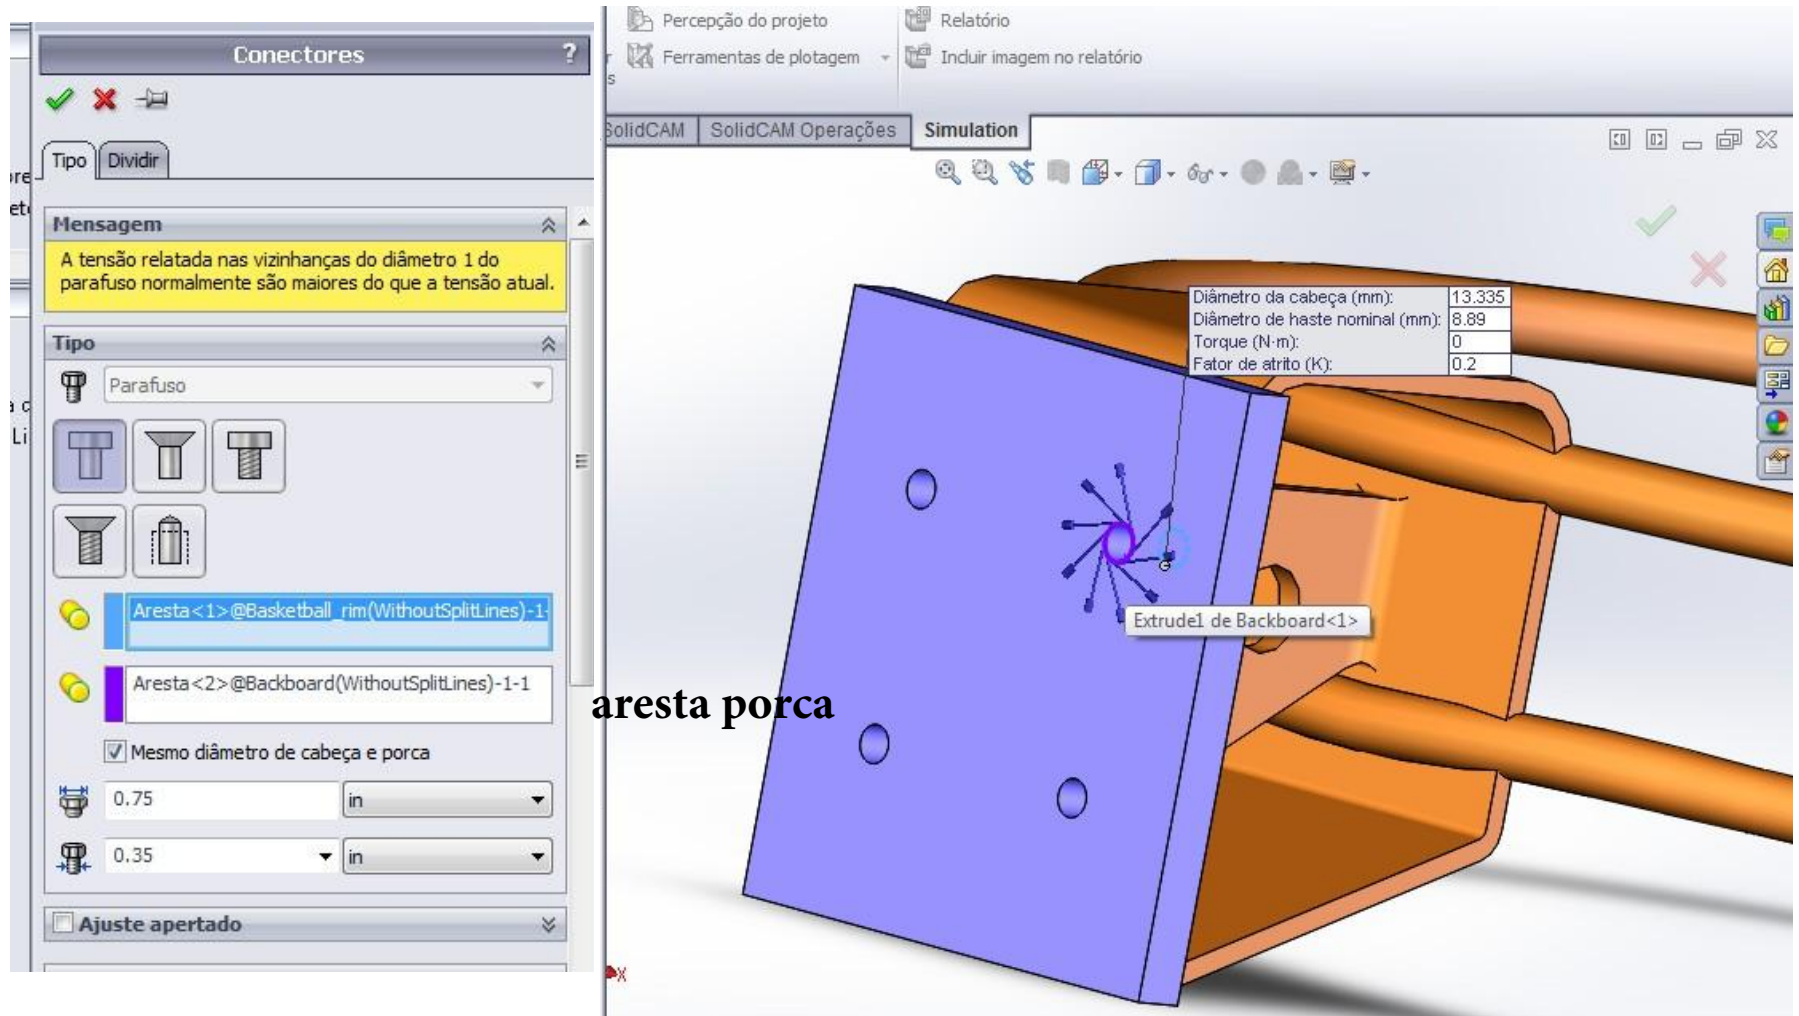 Conectores
?
Tipo
Dividir
Mensagem
A tensão relatada nas vizinhanças do diâmetro 1 do
parafuso normalmente são maiores do que a tensão atual.
Tipo
Parafuso
Aresta<1>@Basketball_rim(WithoutSplitLines)-1-
Aresta<2>@Backboard(WithoutSplitLines)-1-1
Mesmo diâmetro de cabeça e porca
0.75
in
0.35
in
Ajuste apertado
aresta porca
Percepção do projeto
Relatório
Ferramentas de plotagem
Incluir imagem no relatório
SolidCAM
SolidCAM Operações
Simulation
Diâmetro da cabeça (mm): 13.335
Diâmetro de haste nominal (mm): 8.89
Torque (N·m): 0
Fator de atrito (K): 0.2
Extrude1 de Backboard<1>
X